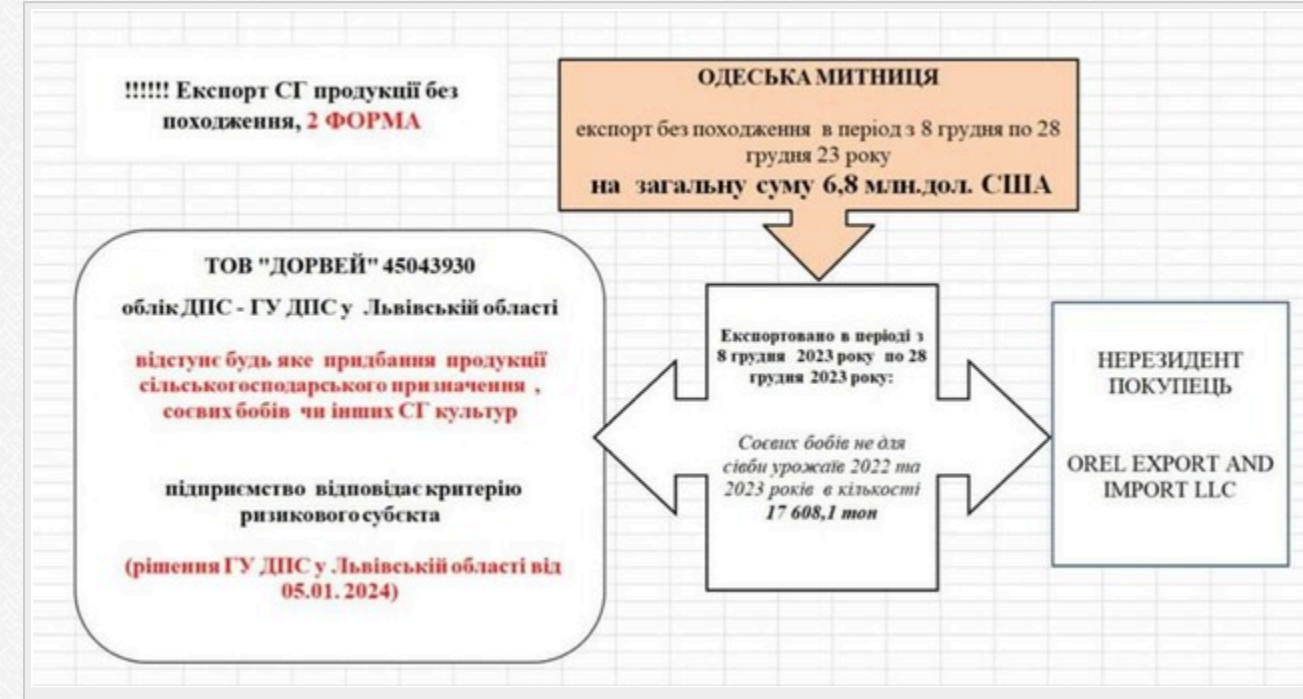 !!!!!! Експорт СГ продукції без
походження, 2 ФОРМА
ОДЕСЬКА МИТНИЦЯ
експорт без походження в період з 8 грудня по 28
грудня 23 року
на загальну суму 6,8 млн.дол. США
ТОВ "ДОРВЕЙ" 45043930
облік ДПС - ГУ ДПС у Львівській області
відстунє будь яке придбання продукції
сільськогосподарського призначення ,
соєвих бобів чи інших СГ культур
підприємство відповідає критерію
ризикового субєкта
(рішення ГУ ДПС у Львівській області від
05.01. 2024)
Експортовано в періоді з
8 грудня 2023 року по 28
грудня 2023 року:
Соєвих бобів не для
сівби урожаїв 2022 та
2023 років в кількості
17 608,1 тон
НЕРЕЗИДЕНТ
ПОКУПЕЦЬ
OREL EXPORT AND
IMPORT LLC